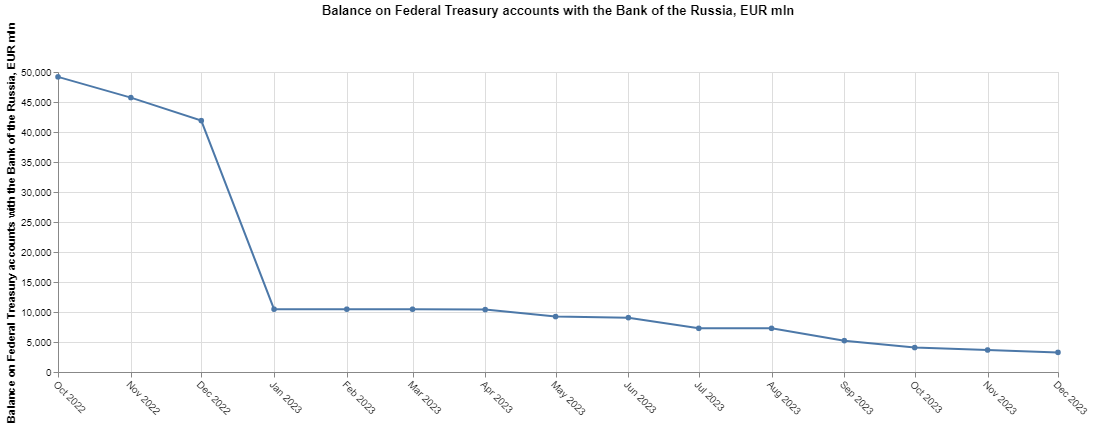 Balance on Federal Treasury accounts with the Bank of the Russia, EUR mln
Balance on Federal Treasury accounts with the Bank of the Russia, EUR mln
50,000
45,000
40,000
35,000
30,000
25,000
20,000
15,000
10,000
5,000
0
Oct 2022
Nov 2022
Dec 2022
Jan 2023
Feb 2023
Mar 2023
Apr 2023
May 2023
Jun 2023
Jul 2023
Aug 2023
Sep 2023
Oct 2023
Nov 2023
Dec 2023